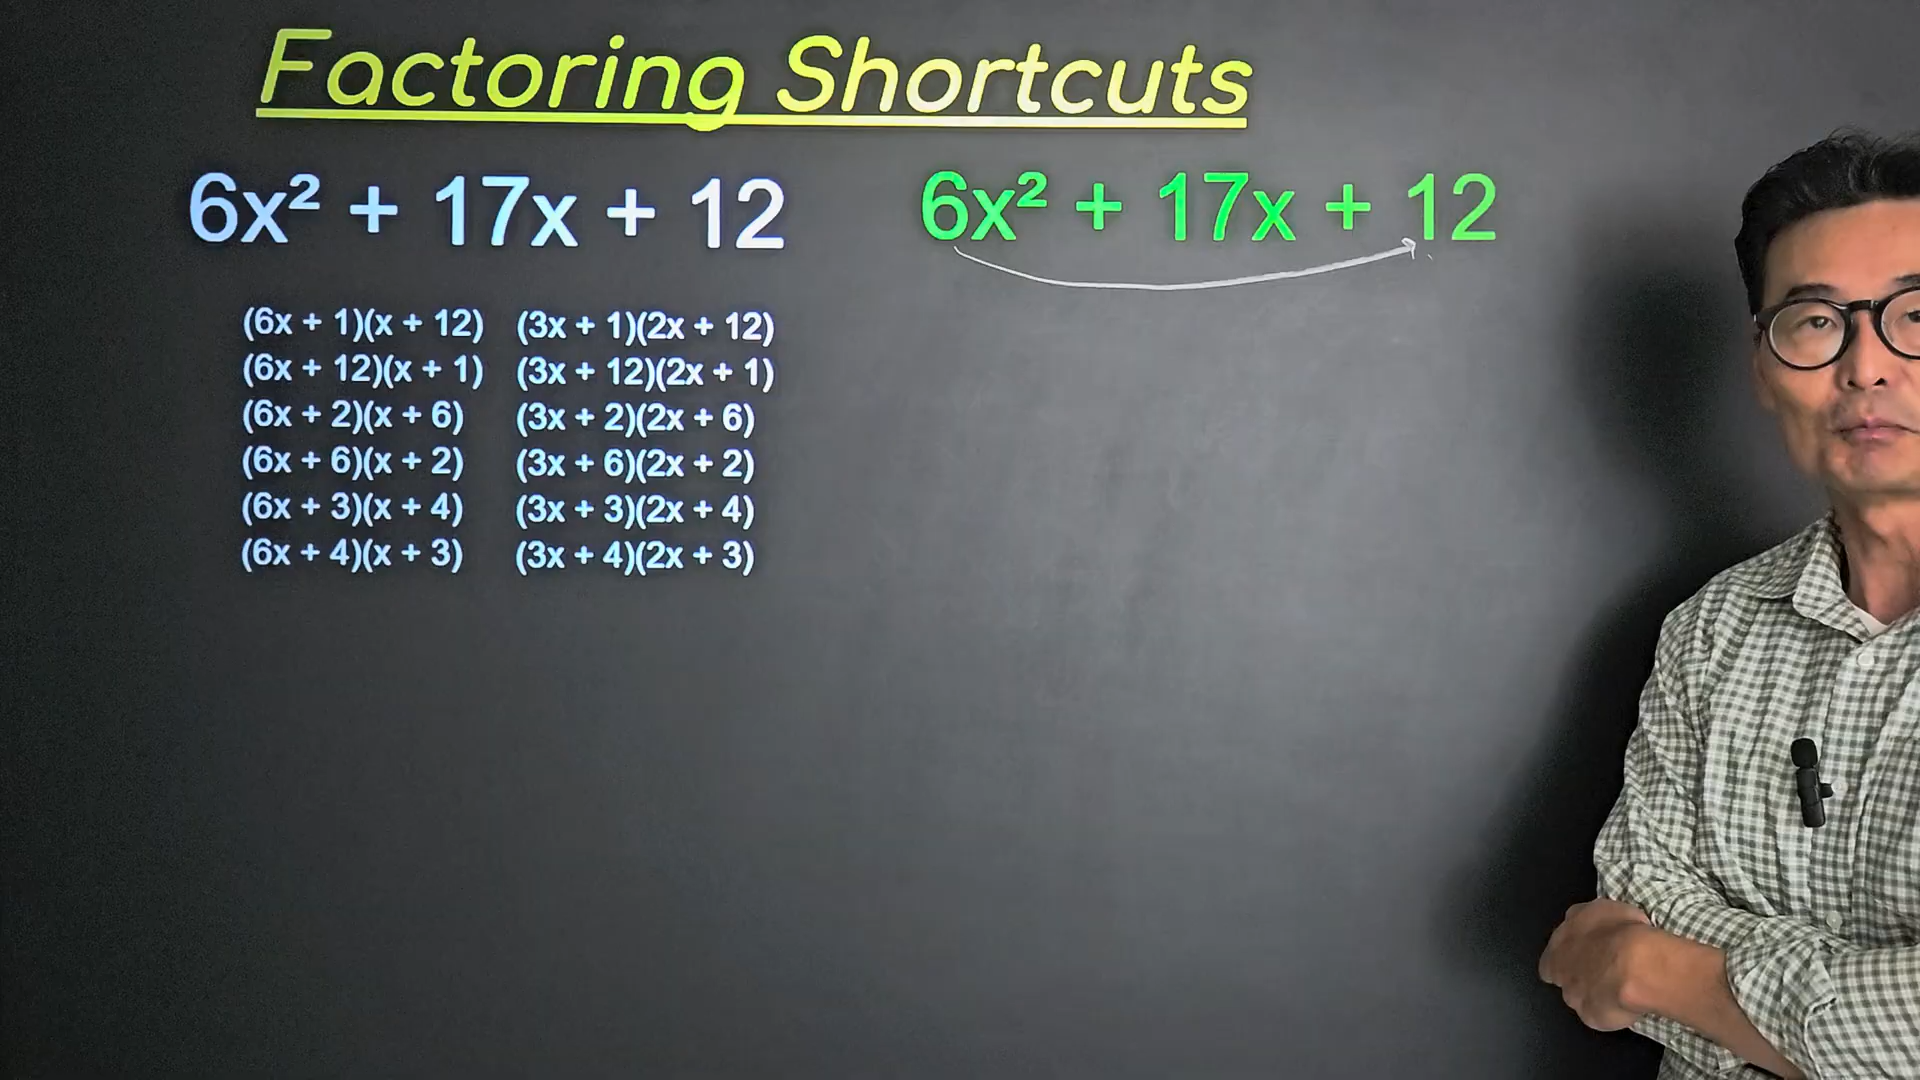 Factoring Shortcuts
6x² + 17x + 12
(6x + 1)(x + 12) (3x + 1)(2x + 12)
(6x + 12)(x + 1) (3x + 12)(2x + 1)
(6x + 2)(x + 6) (3x + 2)(2x + 6)
(6x + 6)(x + 2) (3x + 6)(2x + 2)
(6x + 3)(x + 4) (3x + 3)(2x + 4)
(6x + 4)(x + 3) (3x + 4)(2x + 3)
6x² + 17x + 12